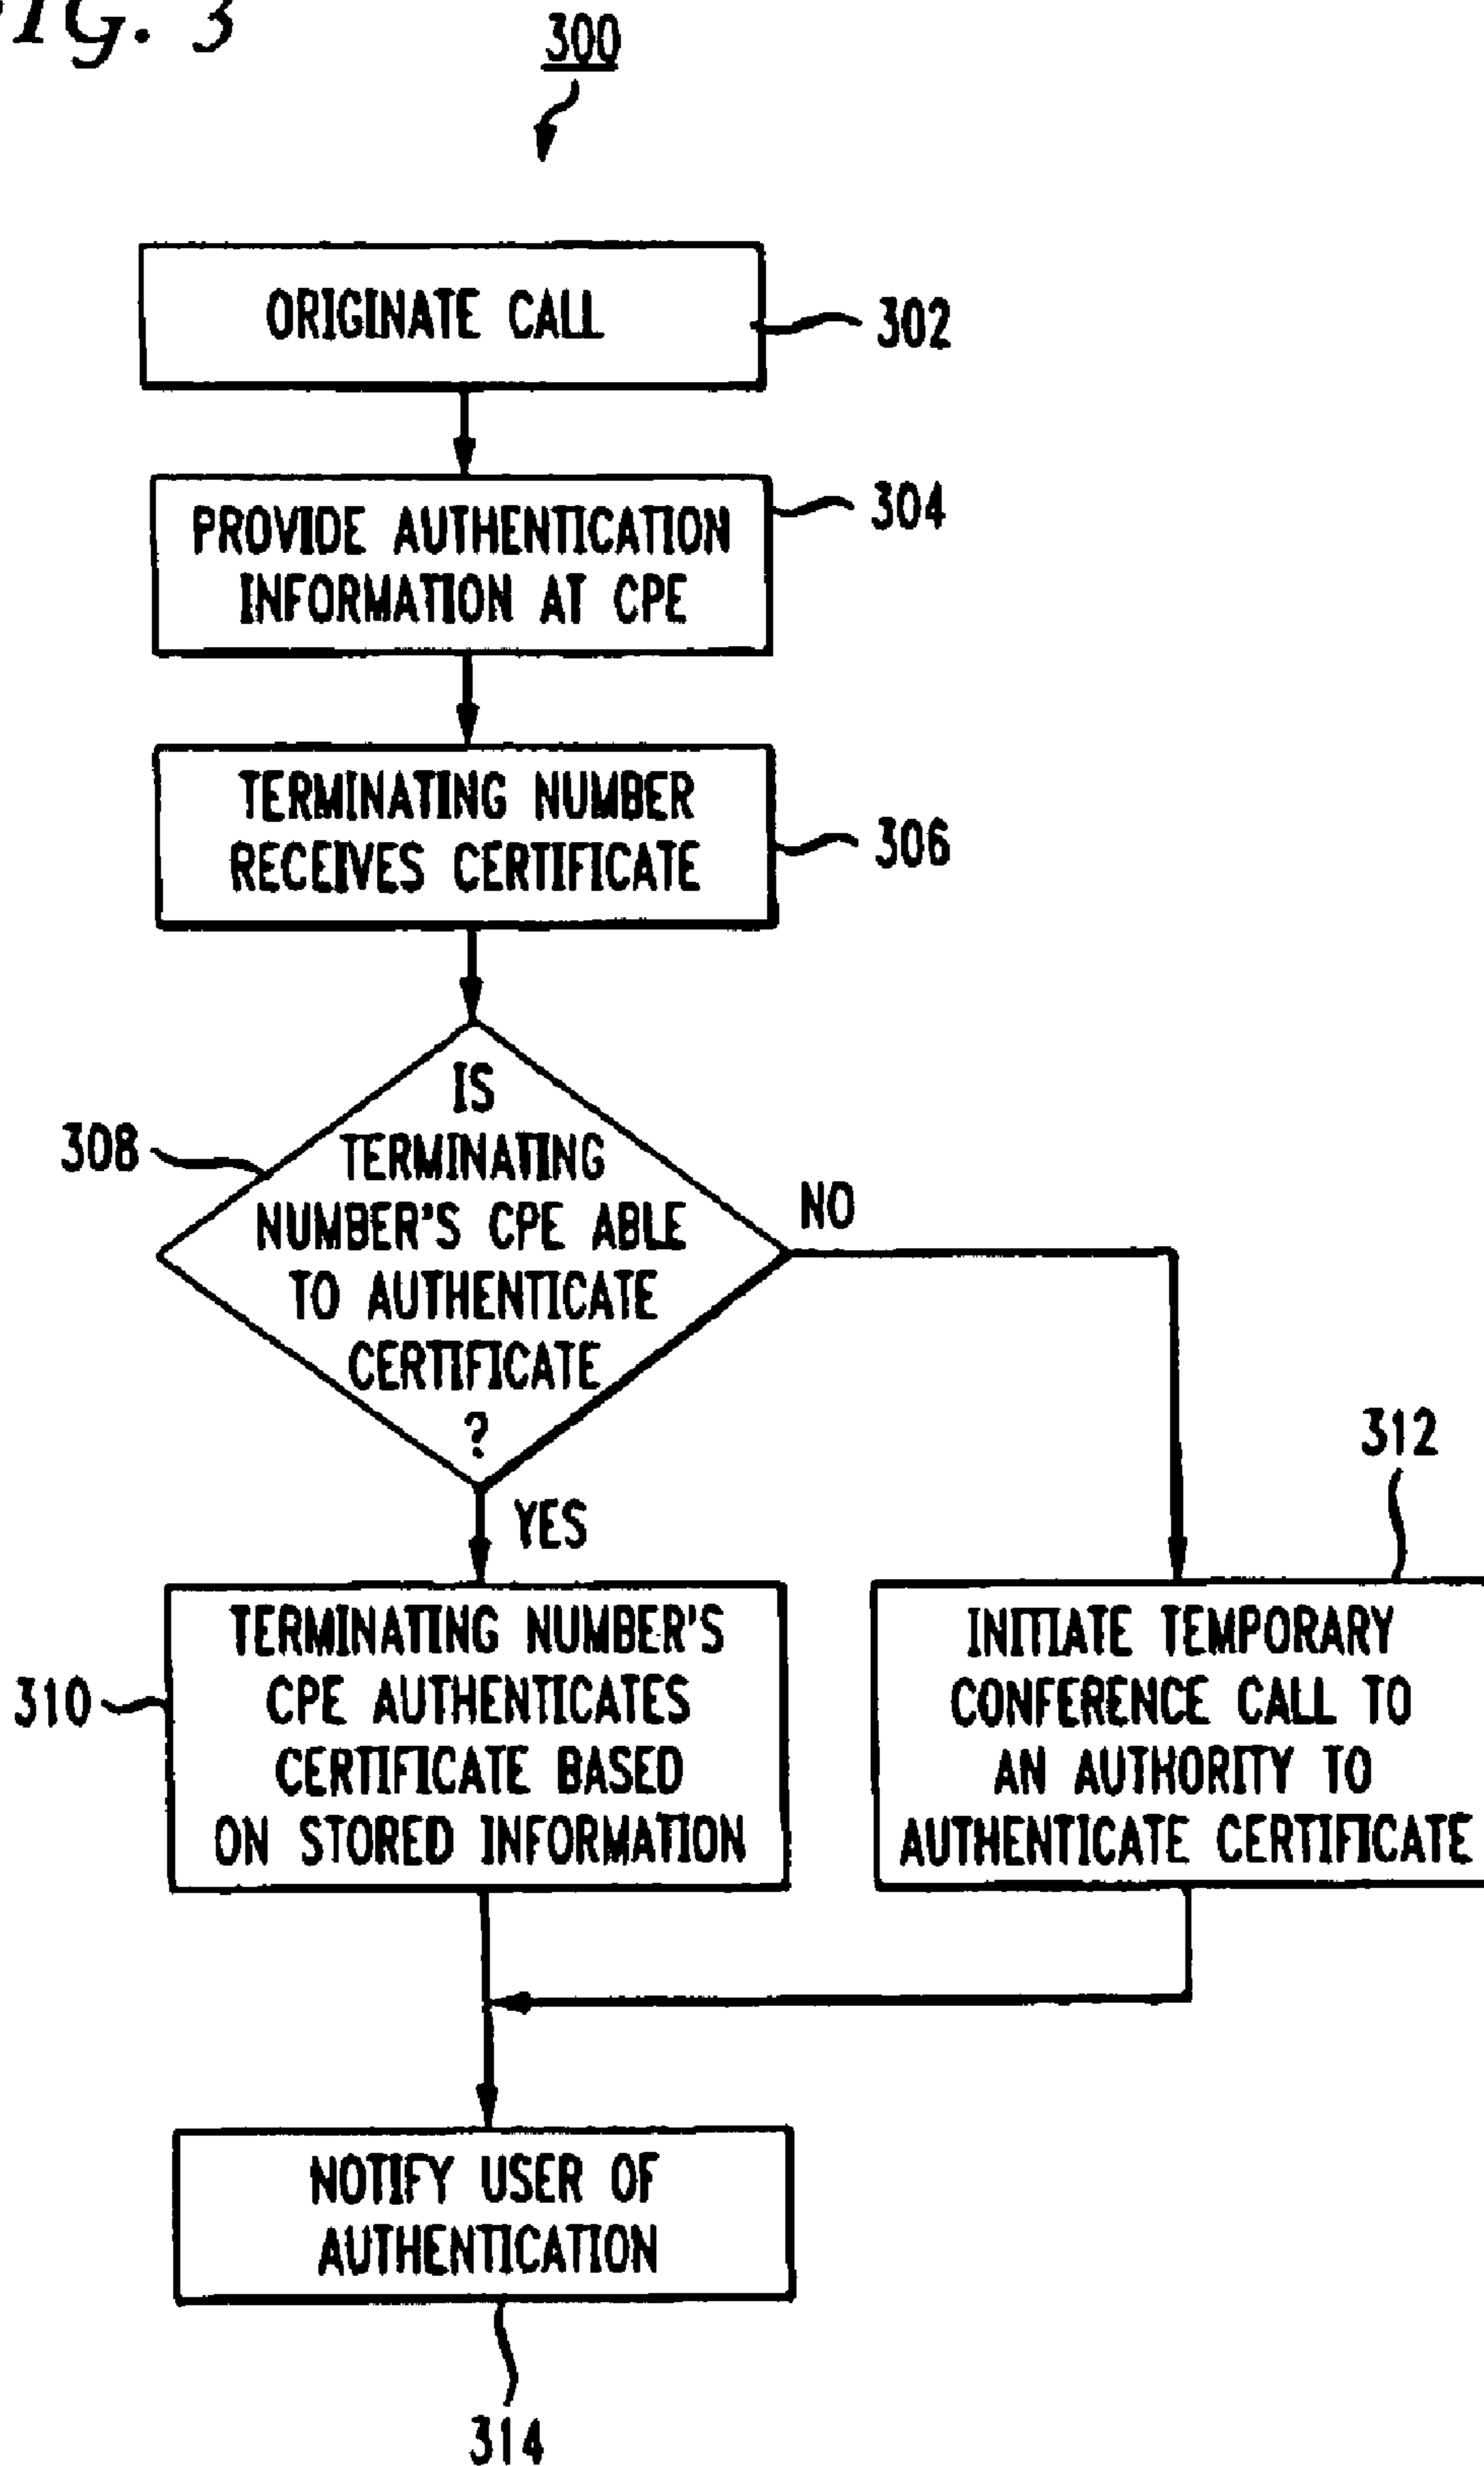 FIG. 3
300
ORIGINATE CALL
302
PROVIDE AUTHENTICATION
INFORMATION AT CPE
304
TERMINATING NUMBER
RECEIVES CERTIFICATE
306
308
IS
TERMINATING
NUMBER'S CPE ABLE
TO AUTHENTICATE
CERTIFICATE
?
NO
YES
310
TERMINATING NUMBER'S
CPE AUTHENTICATES
CERTIFICATE BASED
ON STORED INFORMATION
312
INITIATE TEMPORARY
CONFERENCE CALL TO
AN AUTHORITY TO
AUTHENTICATE CERTIFICATE
NOTIFY USER OF
AUTHENTICATION
314